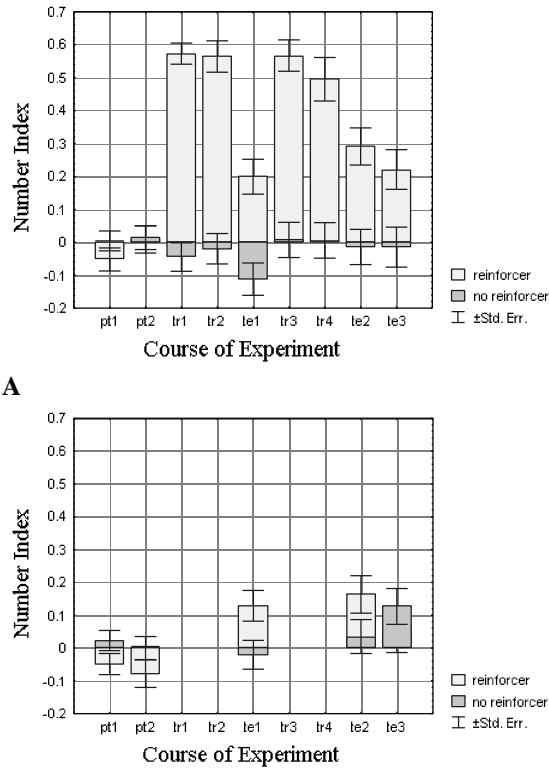 0.7
0.6
0.5
0.4
0.3
0.2
0.1
0
-0.1
-0.2
Number Index
pt1 pt2 tr1 tr2 te1 tr3 tr4 te2 te3
Course of Experiment
reinforcer
no reinforcer
±Std. Err.
A
0.7
0.6
0.5
0.4
0.3
0.2
0.1
0
-0.1
-0.2
Number Index
pt1 pt2 tr1 tr2 te1 tr3 tr4 te2 te3
Course of Experiment
reinforcer
no reinforcer
±Std. Err.